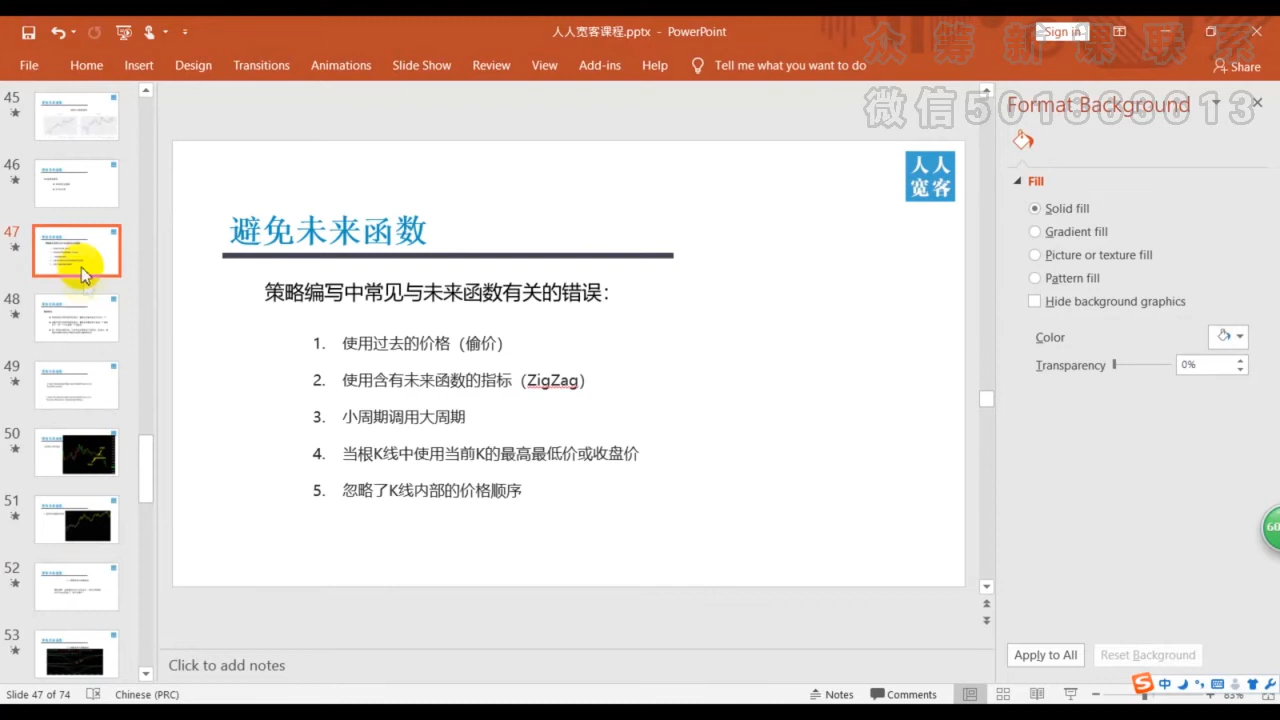 人人宽客课程.pptx - PowerPoint
Sign in
File Home Insert Design Transitions Animations Slide Show Review View Add-ins Help Tell me what you want to do
Share
众筹新课联系
微信501863613
45
46
47
48
49
50
51
52
53
人人
宽客
避免未来函数
策略编写中常见与未来函数有关的错误：
1. 使用过去的价格（偷价）
2. 使用含有未来函数的指标（ZigZag）
3. 小周期调用大周期
4. 当根K线中使用当前K的最高最低价或收盘价
5. 忽略了K线内部的价格顺序
Click to add notes
Format Background
Fill
Solid fill
Gradient fill
Picture or texture fill
Pattern fill
Hide background graphics
Color
Transparency 0%
Apply to All Reset Background
60
Slide 47 of 74 Chinese (PRC) Notes Comments 83%
中